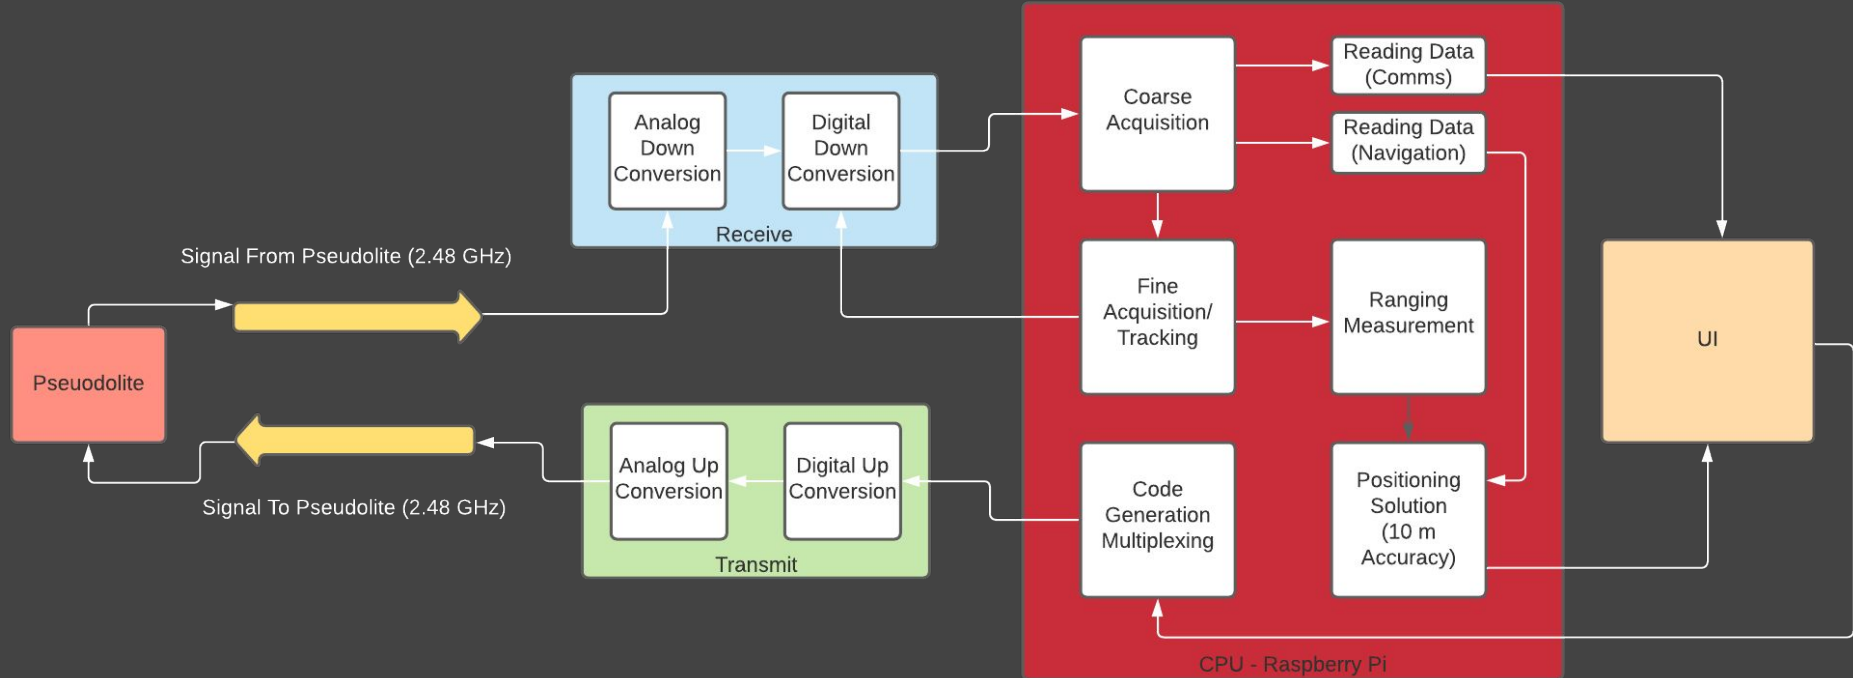 Pseuodolite
Signal From Pseudolite (2.48 GHz)
Signal To Pseudolite (2.48 GHz)
Analog
Down
Conversion
Digital
Down
Conversion
Receive
Analog Up
Conversion
Digital Up
Conversion
Transmit
Coarse
Acquisition
Reading Data
(Comms)
Reading Data
(Navigation)
Fine
Acquisition/
Tracking
Ranging
Measurement
Code
Generation
Multiplexing
Positioning
Solution
(10 m
Accuracy)
CPU - Raspberry Pi
UI